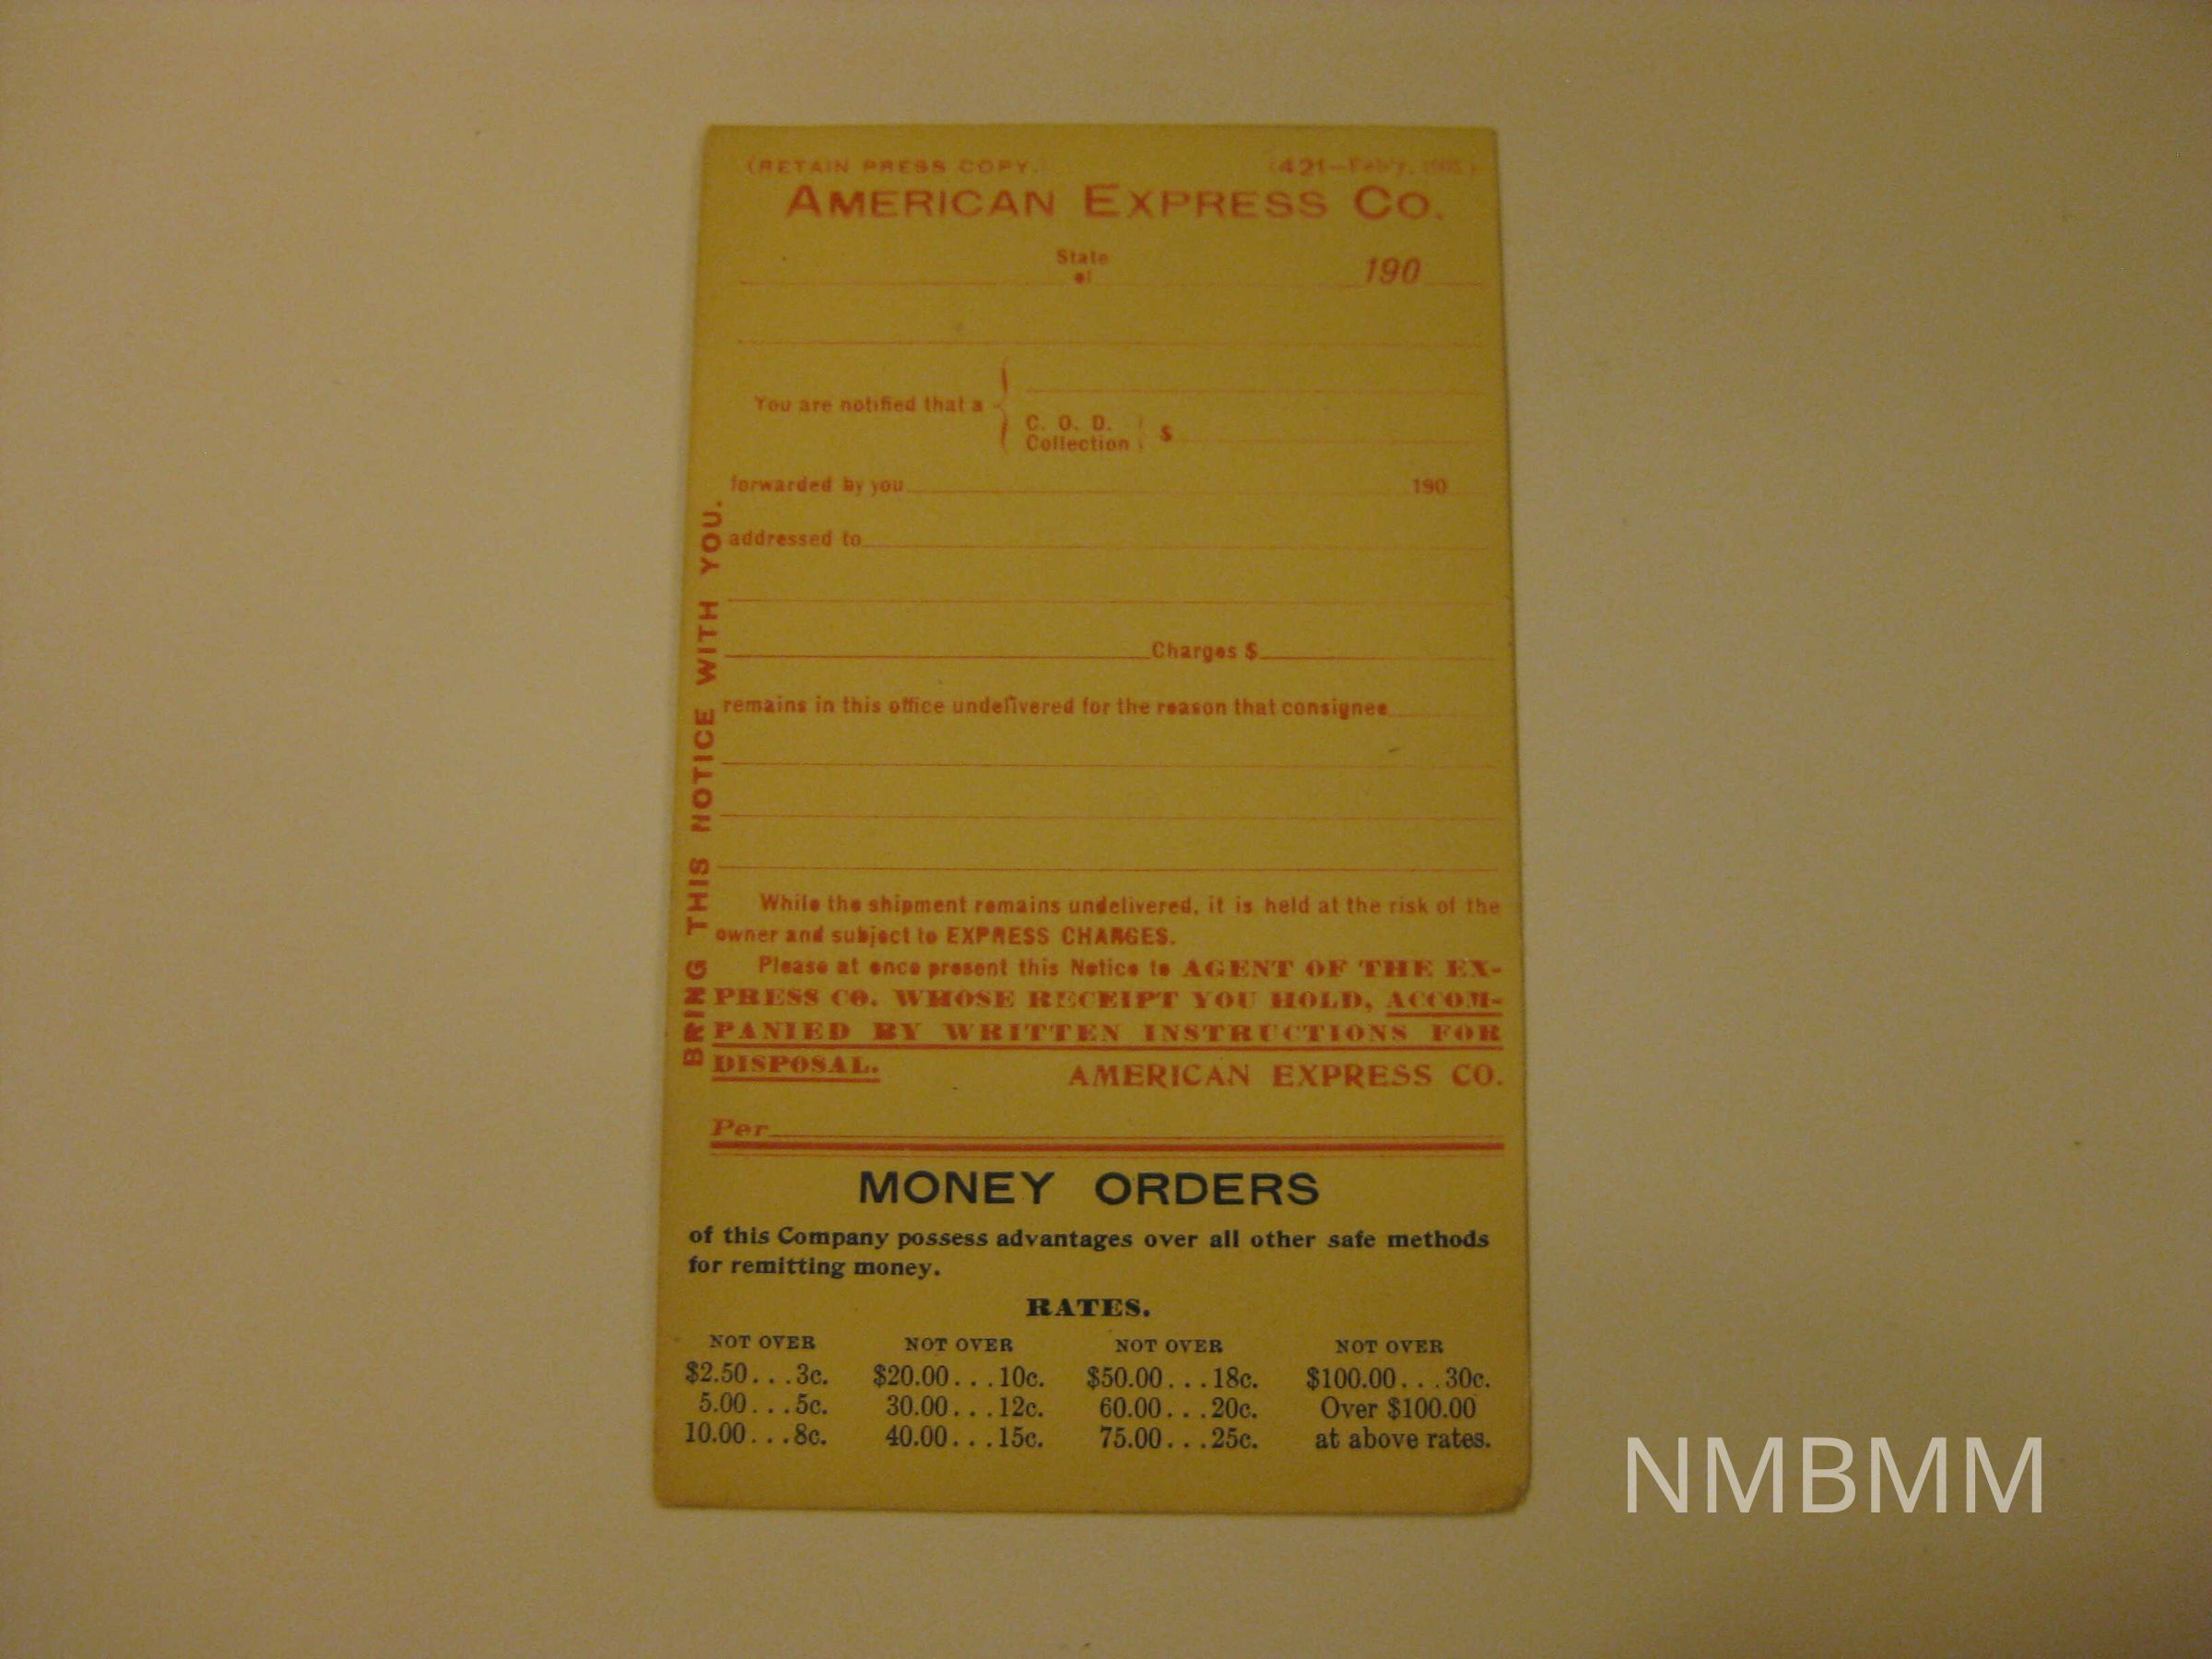 (RETAIN PRESS COPY.) (421—Feb'y,
AMERICAN EXPRESS CO.
State of 190
You are notified that a
C. O. D. Collection $
forwarded by you 190
addressed to
Charges $
remains in this office undelivered for the reason that consignee
While the shipment remains undelivered, it is held at the risk of the
owner and subject to EXPRESS CHARGES.
Please at once present this Notice to AGENT OF THE EX-
PRESS CO. WHOSE RECEIPT YOU HOLD, ACCOM-
PANIED BY WRITTEN INSTRUCTIONS FOR
DISPOSAL. AMERICAN EXPRESS CO.
Per
BRING THIS NOTICE WITH YOU.
MONEY ORDERS
of this Company possess advantages over all other safe methods
for remitting money.
RATES.
NOT OVER NOT OVER NOT OVER NOT OVER
$2.50...3c. $20.00...10c. $50.00...18c. $100.00...30c.
5.00...5c. 30.00...12c. 60.00...20c. Over $100.00
10.00...8c. 40.00...15c. 75.00...25c. at above rates.
NMBMM